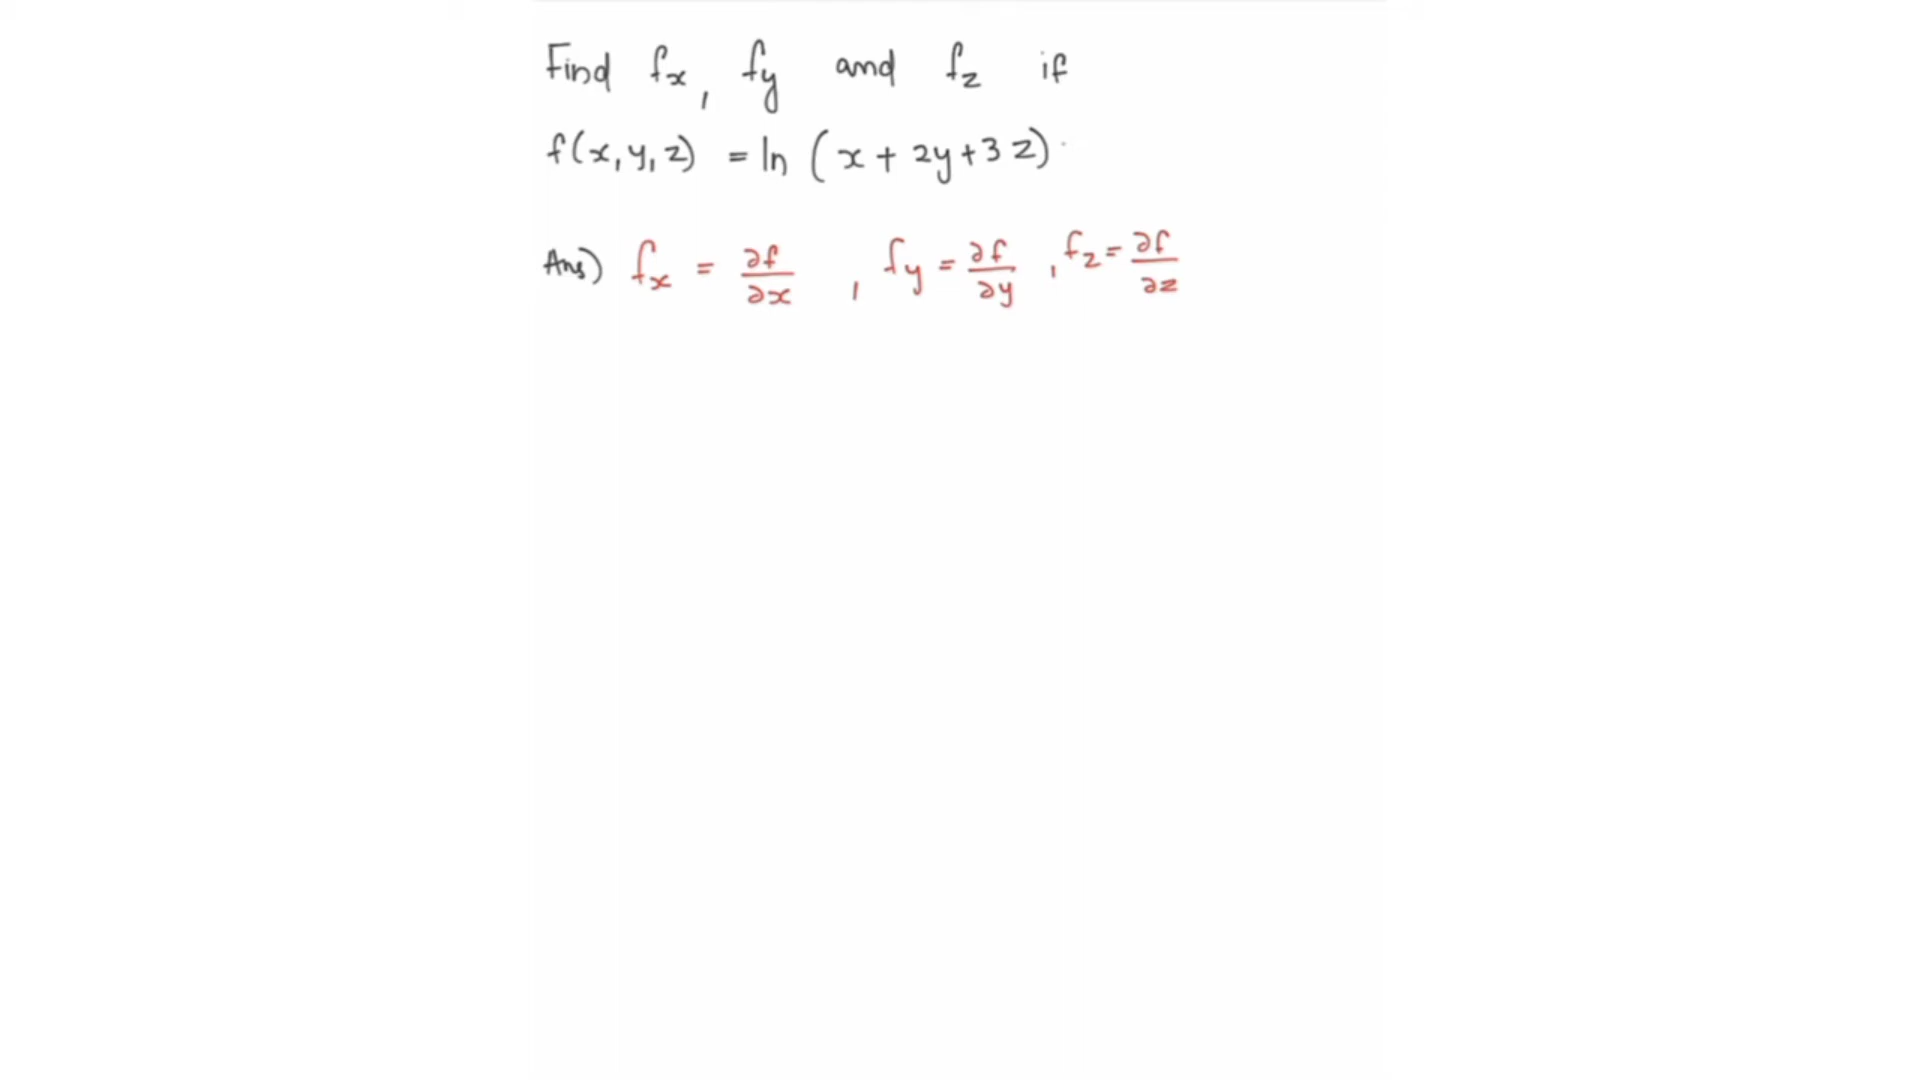 Find fx, fy and fz if
f(x,y,z) = ln (x + 2y + 3z)
Ans) fx = ∂f/∂x , fy = ∂f/∂y , fz = ∂f/∂z